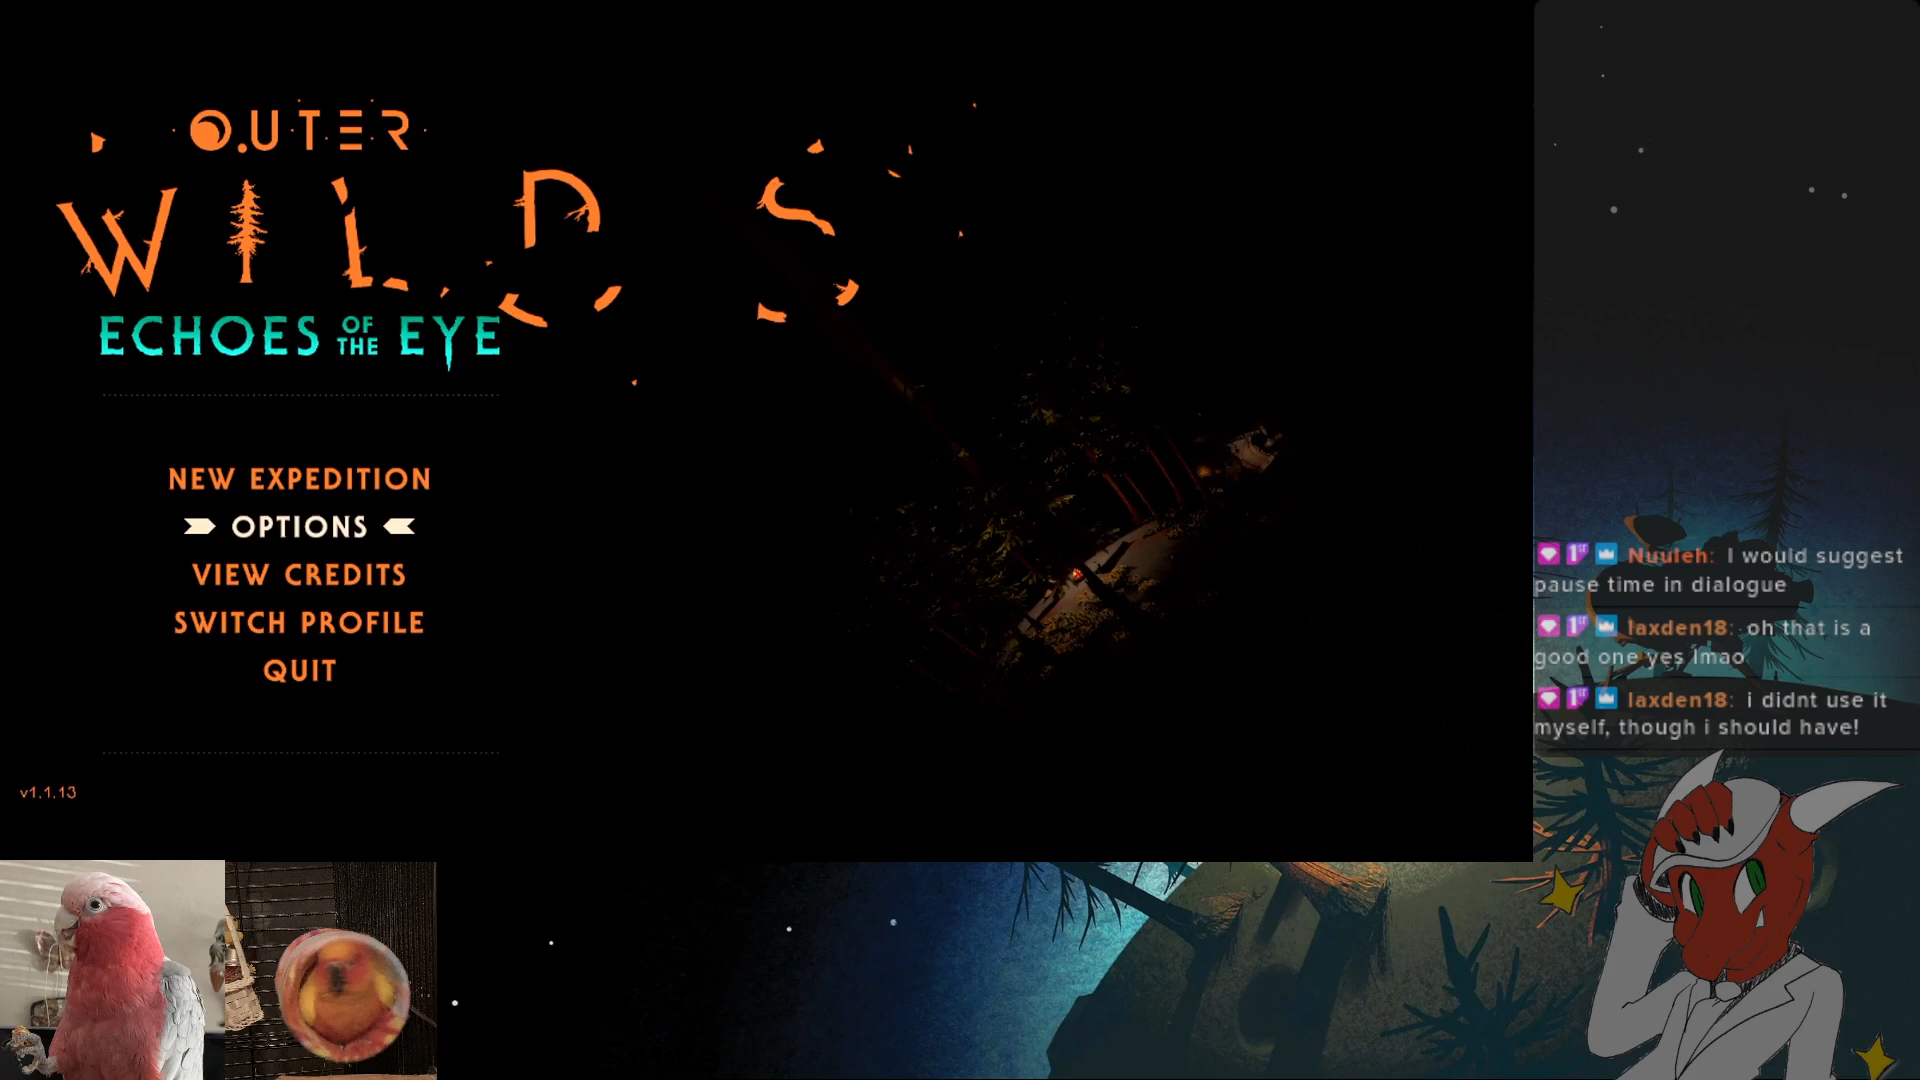 OUTER
WILDS
ECHOES OF THE EYE
NEW EXPEDITION
OPTIONS
VIEW CREDITS
SWITCH PROFILE
QUIT
v1.1.13
Nuuleh: I would suggest
pause time in dialogue
laxden18: oh that is a
good one yes lmao
laxden18: i didnt use it
myself, though i should have!